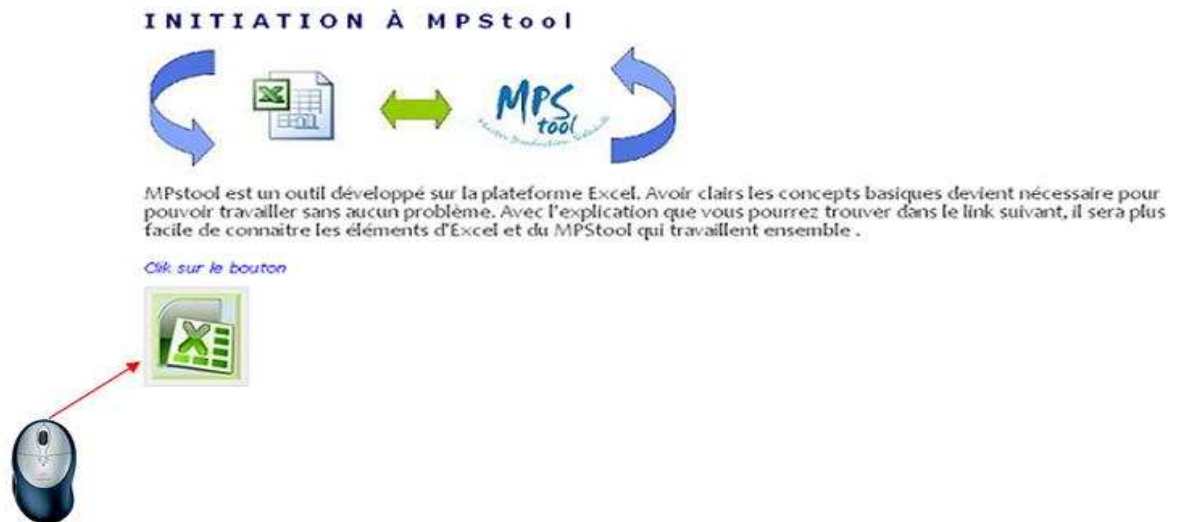 INITIATION À MPStool
MPS
tool
MPstool est un outil développé sur la plateforme Excel. Avoir clairs les concepts basiques devient nécessaire pour
pouvoir travailler sans aucun problème. Avec l'explication que vous pourrez trouver dans le link suivant, il sera plus
facile de connaitre les éléments d'Excel et du MPStool qui travaillent ensemble .
Clik sur le bouton